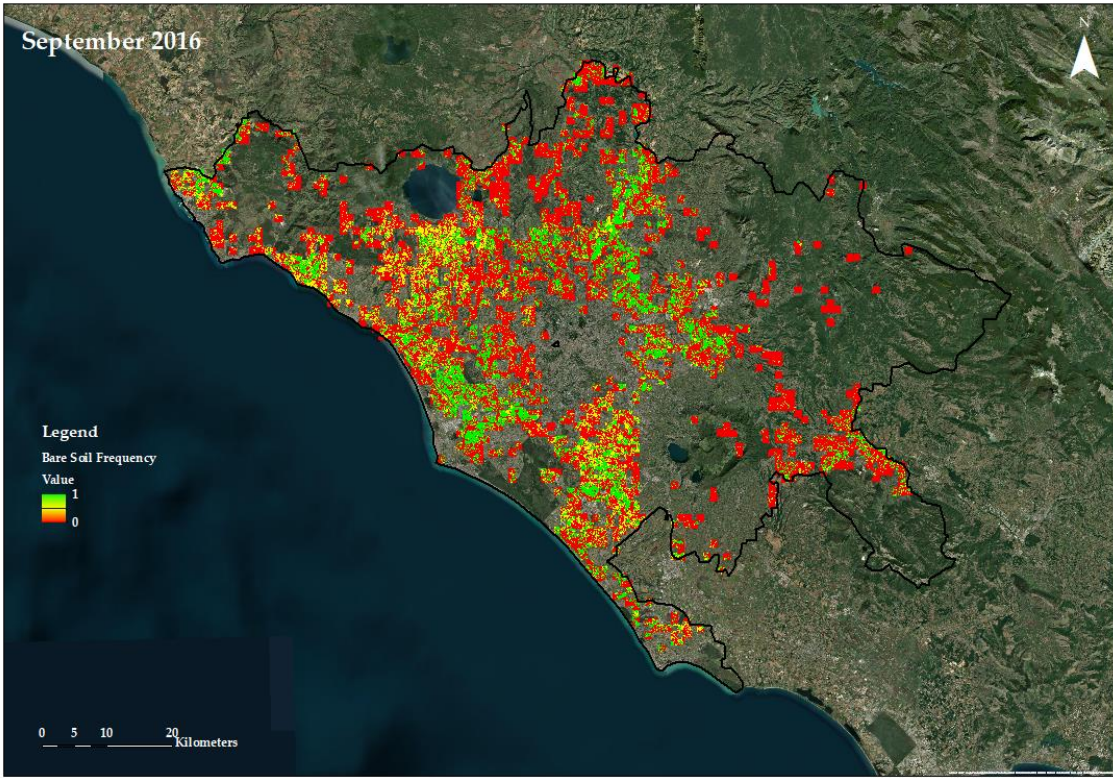 September 2016
N
Legend
Bare Soil Frequency
Value
1
0
0 5 10 20
Kilometers